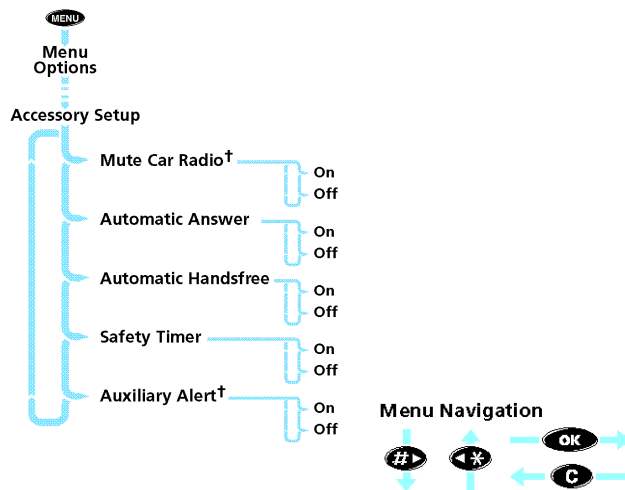 MENU
Menu
Options
Accessory Setup
Mute Car Radio†
On
Off
Automatic Answer
On
Off
Automatic Handsfree
On
Off
Safety Timer
On
Off
Auxiliary Alert†
On
Off
Menu Navigation
#▶ ◀* OK
C